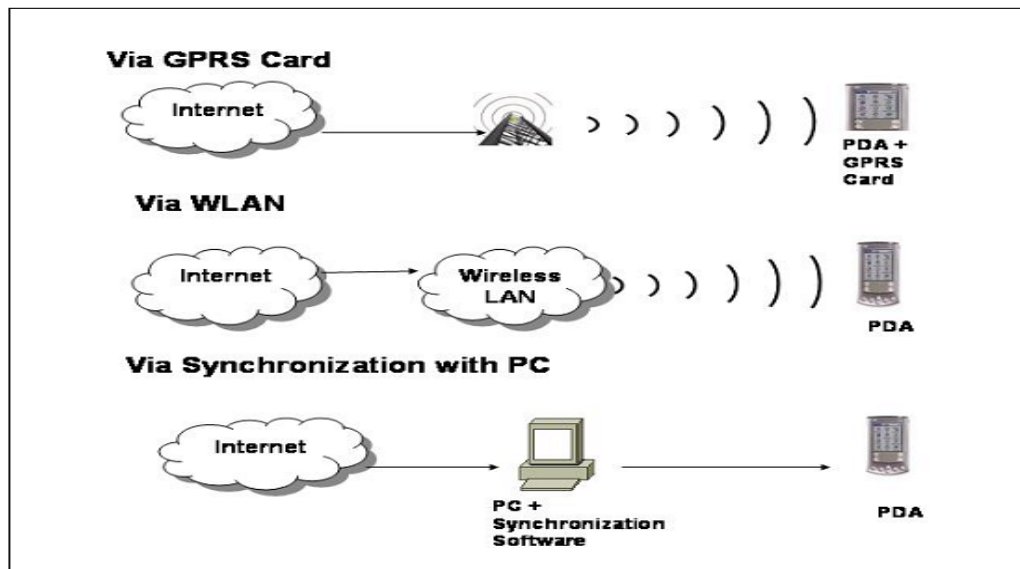 Via GPRS Card
Internet
PDA +
GPRS
Card
Via WLAN
Internet
Wireless
LAN
PDA
Via Synchronization with PC
Internet
PC +
Synchronization
Software
PDA